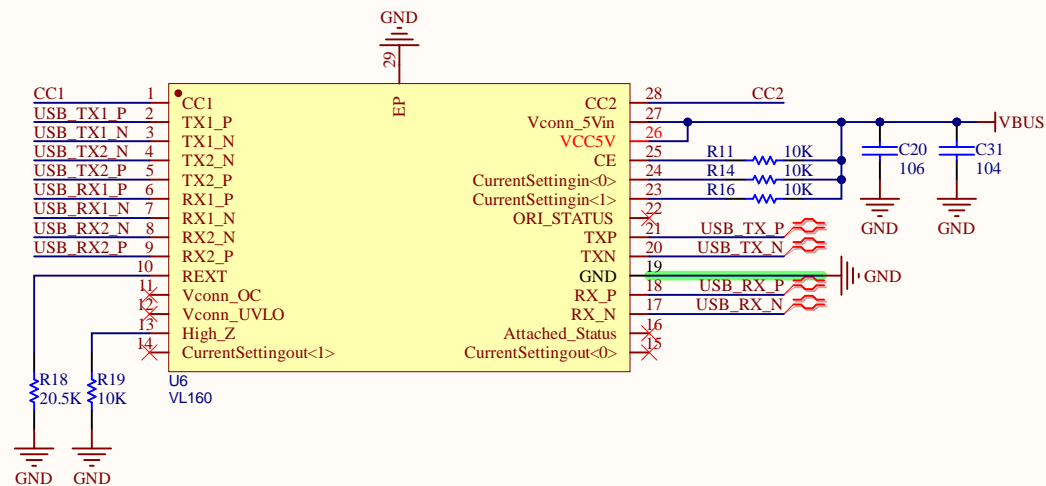 GND
29
EP
CC1 1 CC1
USB_TX1_P 2 TX1_P
USB_TX1_N 3 TX1_N
USB_TX2_N 4 TX2_N
USB_TX2_P 5 TX2_P
USB_RX1_P 6 RX1_P
USB_RX1_N 7 RX1_N
USB_RX2_N 8 RX2_N
USB_RX2_P 9 RX2_P
10 REXT
11 Vconn_OC
12 Vconn_UVLO
13 High_Z
14 CurrentSettingout<1>
CC2 28 CC2
Vconn_5Vin 27 VBUS
VCC5V 26
CE 25 R11 10K
CurrentSettingin<0> 24 R14 10K
CurrentSettingin<1> 23 R16 10K
ORI_STATUS 22
TXP 21 USB_TX_P
TXN 20 USB_TX_N
GND 19 GND
RX_P 18 USB_RX_P
RX_N 17 USB_RX_N
Attached_Status 16
CurrentSettingout<0> 15
C20
106
GND
C31
104
GND
U6
VL160
R18
20.5K
GND
R19
10K
GND